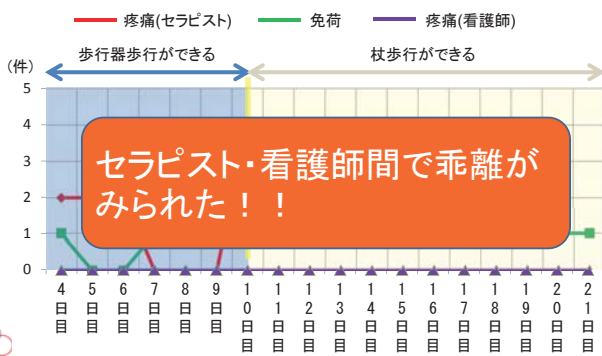 疼痛(セラピスト) 免荷 疼痛(看護師)
歩行器歩行ができる 杖歩行ができる
(件)
5
4
3
2
1
0
セラピスト・看護師間で乖離が
みられた！！
4日目 5日目 6日目 7日目 8日目 9日目 10日目 11日目 12日目 13日目 14日目 15日目 16日目 17日目 18日目 19日目 20日目 21日目